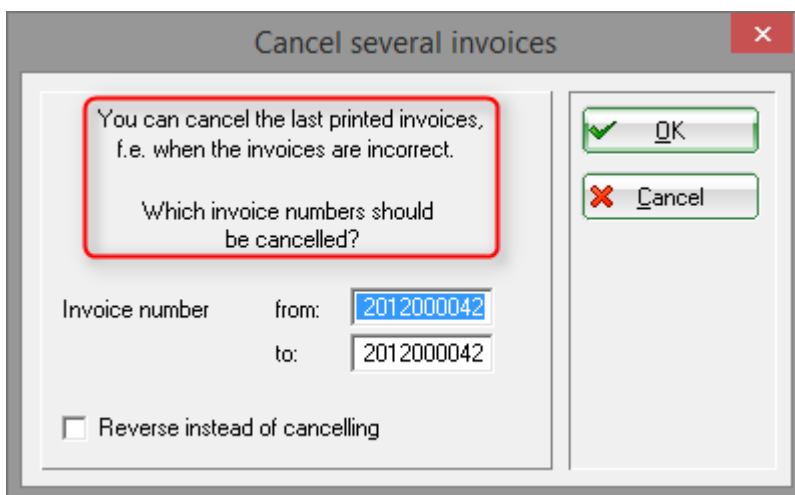 Cancel several invoices
You can cancel the last printed invoices,
f.e. when the invoices are incorrect.
Which invoice numbers should
be cancelled?
Invoice number from: 2012000042
to: 2012000042
Reverse instead of cancelling
OK
Cancel